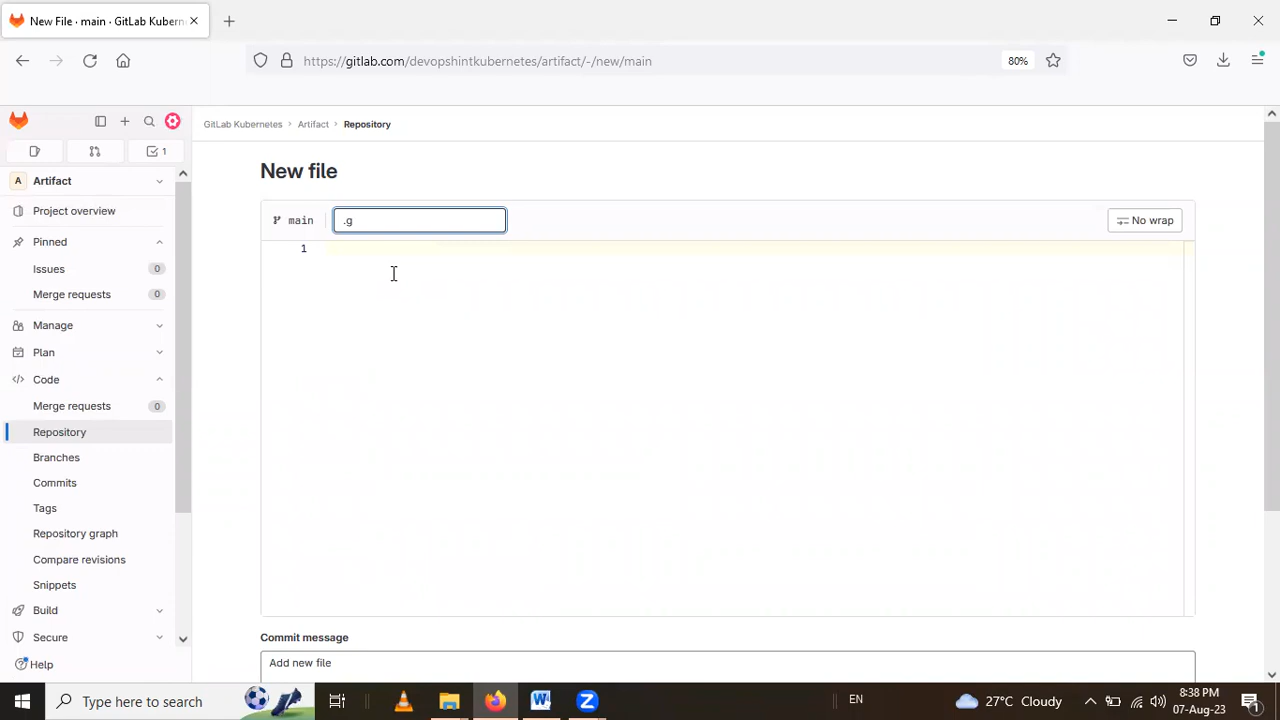 New File · main · GitLab Kubern
https://gitlab.com/devopshintkubernetes/artifact/-/new/main
80%
1
GitLab Kubernetes > Artifact > Repository
A Artifact
Project overview
Pinned
Issues 0
Merge requests 0
Manage
Plan
Code
Merge requests 0
Repository
Branches
Commits
Tags
Repository graph
Compare revisions
Snippets
Build
Secure
Help
New file
main .g No wrap
1
Commit message
Add new file
Type here to search
EN
27°C Cloudy
8:38 PM
07-Aug-23
1